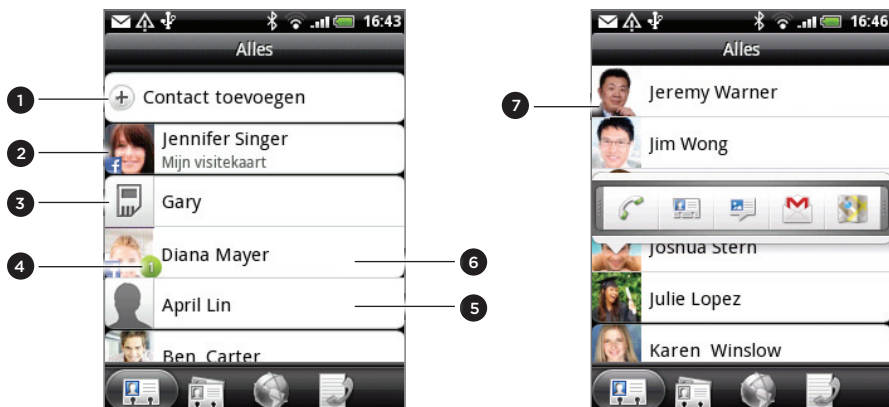 16:43
Alles
1
Contact toevoegen
2
Jennifer Singer
Mijn visitekaart
3
Gary
4
1
Diana Mayer
6
April Lin
5
Ben Carter
16:46
Alles
7
Jeremy Warner
Jim Wong
Joshua Stern
Julie Lopez
Karen Winslow